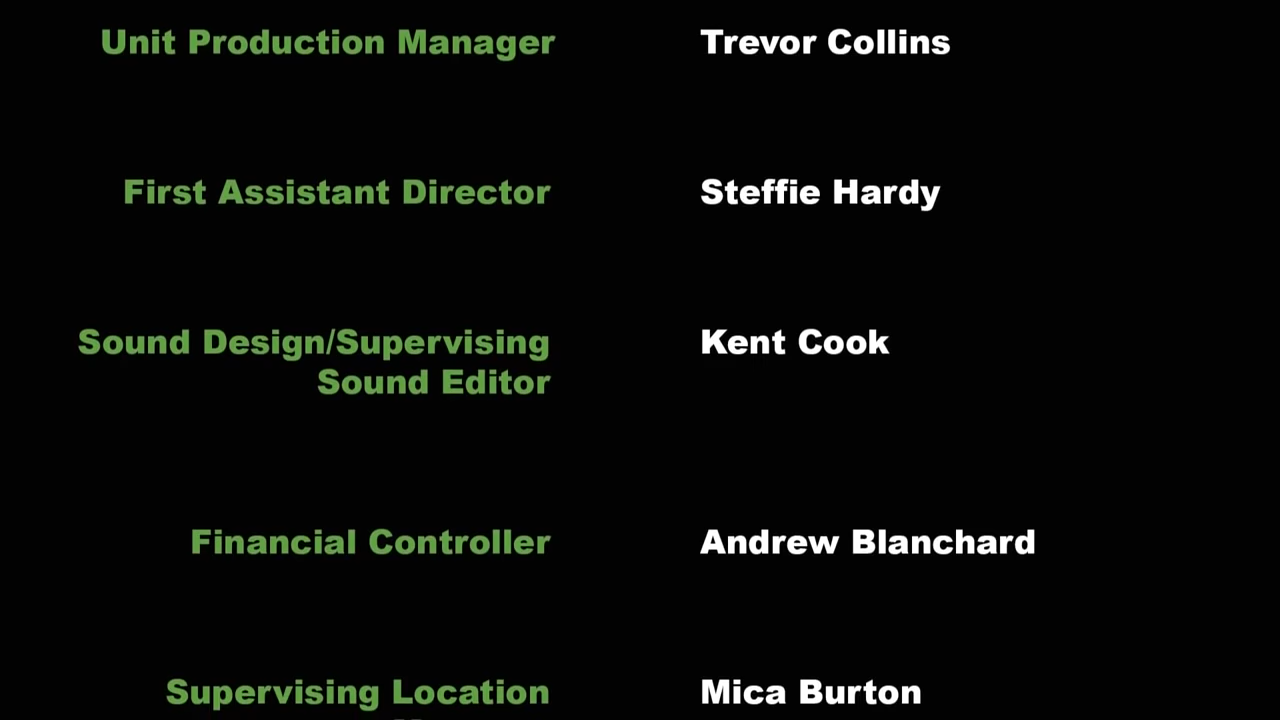 Unit Production Manager Trevor Collins
First Assistant Director Steffie Hardy
Sound Design/Supervising Kent Cook
Sound Editor
Financial Controller Andrew Blanchard
Supervising Location Mica Burton